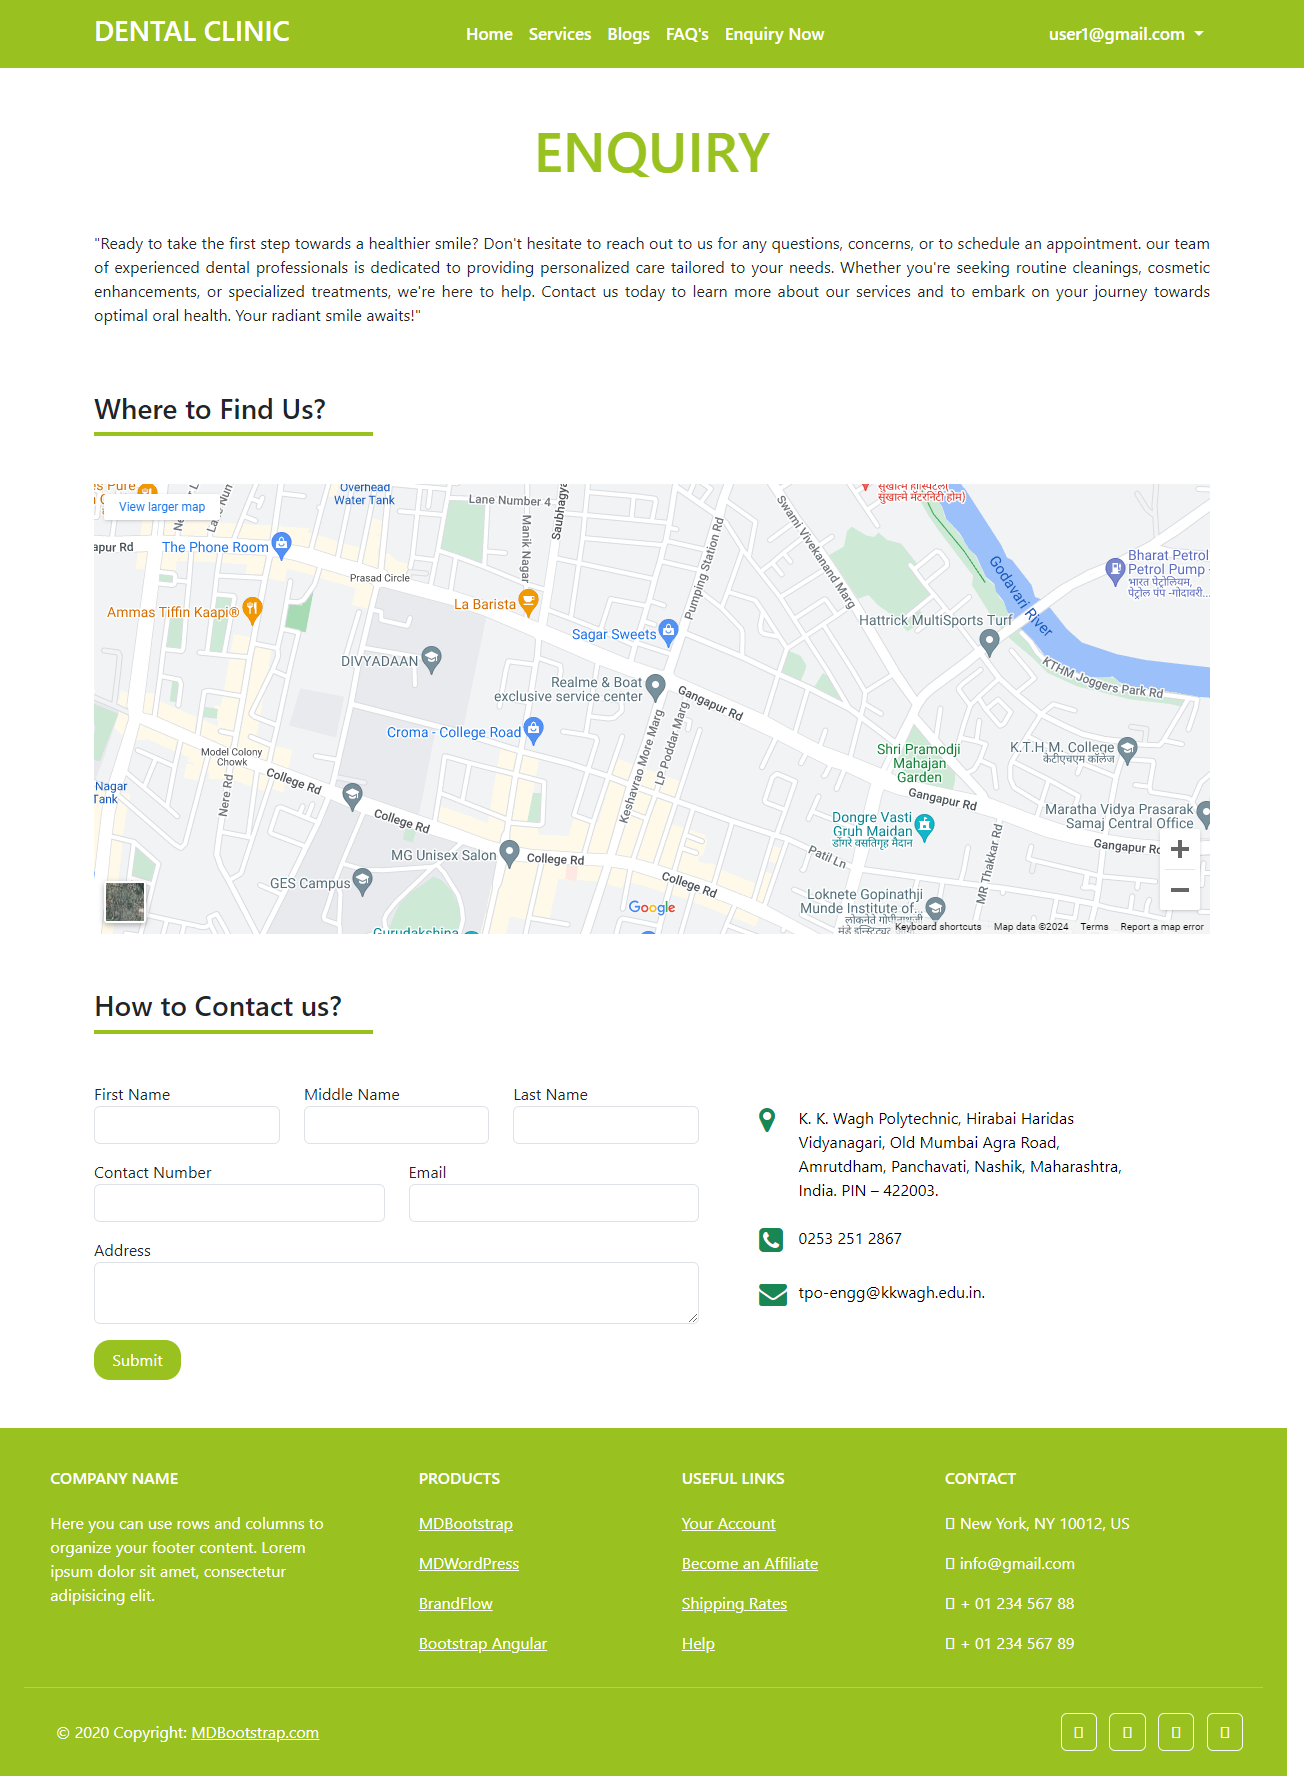 DENTAL CLINIC
Home Services Blogs FAQ's Enquiry Now
user1@gmail.com
ENQUIRY
"Ready to take the first step towards a healthier smile? Don't hesitate to reach out to us for any questions, concerns, or to schedule an appointment. our team
of experienced dental professionals is dedicated to providing personalized care tailored to your needs. Whether you're seeking routine cleanings, cosmetic
enhancements, or specialized treatments, we're here to help. Contact us today to learn more about our services and to embark on your journey towards
optimal oral health. Your radiant smile awaits!"
Where to Find Us?
View larger map
Overhead
Water Tank
Lane Number 4
Saubhagya
Manik Nagar
Pumping Station Rd
Swami Vivekanand Marg
The Phone Room
Prasad Circle
Ammas Tiffin Kaapi®
La Barista
Sagar Sweets
Godavari River
Bharat Petrol
Petrol Pump
भारत पेट्रोलियम,
पेट्रोल पंप -गोदावरी...
Hattrick MultiSports Turf
KTHM Joggers Park Rd
DIVYADAAN
Realme & Boat
exclusive service center
Gangapur Rd
Croma - College Road
Keshavrao More Marg
LP Poddar Marg
Model Colony
Chowk
College Rd
Nere Rd
Nagar
Tank
Shri Pramodji
Mahajan
Garden
K.T.H.M. College
केटीएचएम कॉलेज
Gangapur Rd
Maratha Vidya Prasarak
Samaj Central Office
Dongre Vasti
Gruh Maidan
डोंगरे वसतिगृह मैदान
College Rd
MG Unisex Salon
College Rd
Patil Ln
MR Thakkar Rd
Gangapur Rd
GES Campus
College Rd
Loknete Gopinathji
Munde Institute of...
Google
Gurudakshina
Keyboard shortcuts Map data ©2024 Terms Report a map error
How to Contact us?
First Name Middle Name Last Name
Contact Number Email
Address
Submit
K. K. Wagh Polytechnic, Hirabai Haridas
Vidyanagari, Old Mumbai Agra Road,
Amrutdham, Panchavati, Nashik, Maharashtra,
India. PIN – 422003.
0253 251 2867
tpo-engg@kkwagh.edu.in.
COMPANY NAME
Here you can use rows and columns to
organize your footer content. Lorem
ipsum dolor sit amet, consectetur
adipisicing elit.
PRODUCTS
MDBootstrap
MDWordPress
BrandFlow
Bootstrap Angular
USEFUL LINKS
Your Account
Become an Affiliate
Shipping Rates
Help
CONTACT
New York, NY 10012, US
info@gmail.com
+ 01 234 567 88
+ 01 234 567 89
© 2020 Copyright: MDBootstrap.com